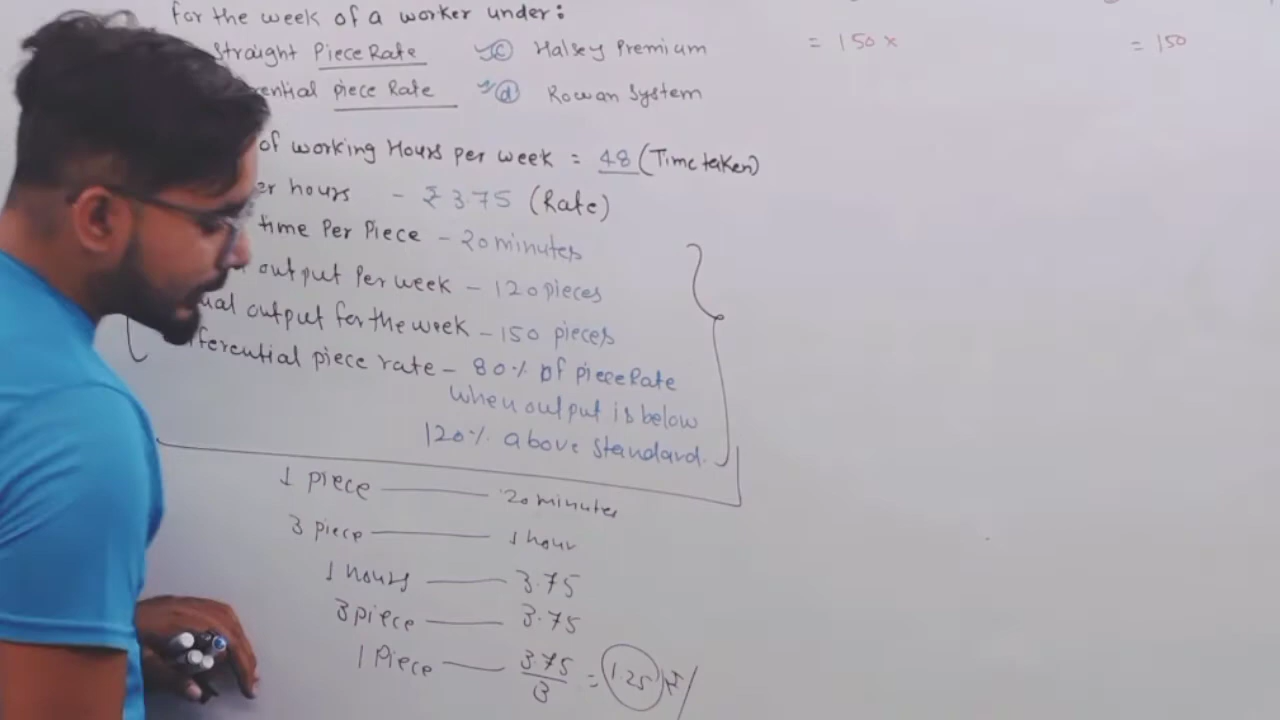 for the week of a worker under:
Straight Piece Rate (c) Halsey Premium
ential piece Rate (d) Rowan System
= 150 ×
= 150
of working Hours per week = 48 (Time taken)
er hours - ₹ 3.75 (Rate)
time Per Piece - 20 minutes
output Per week - 120 pieces
ual output for the week - 150 pieces
fferential piece rate - 80% of piece Rate
when output is below
120% above standard.
1 piece — 20 minutes
3 piece — 1 hour
1 hours — 3.75
3 piece — 3.75
1 Piece — 3.75/3 = 1.25